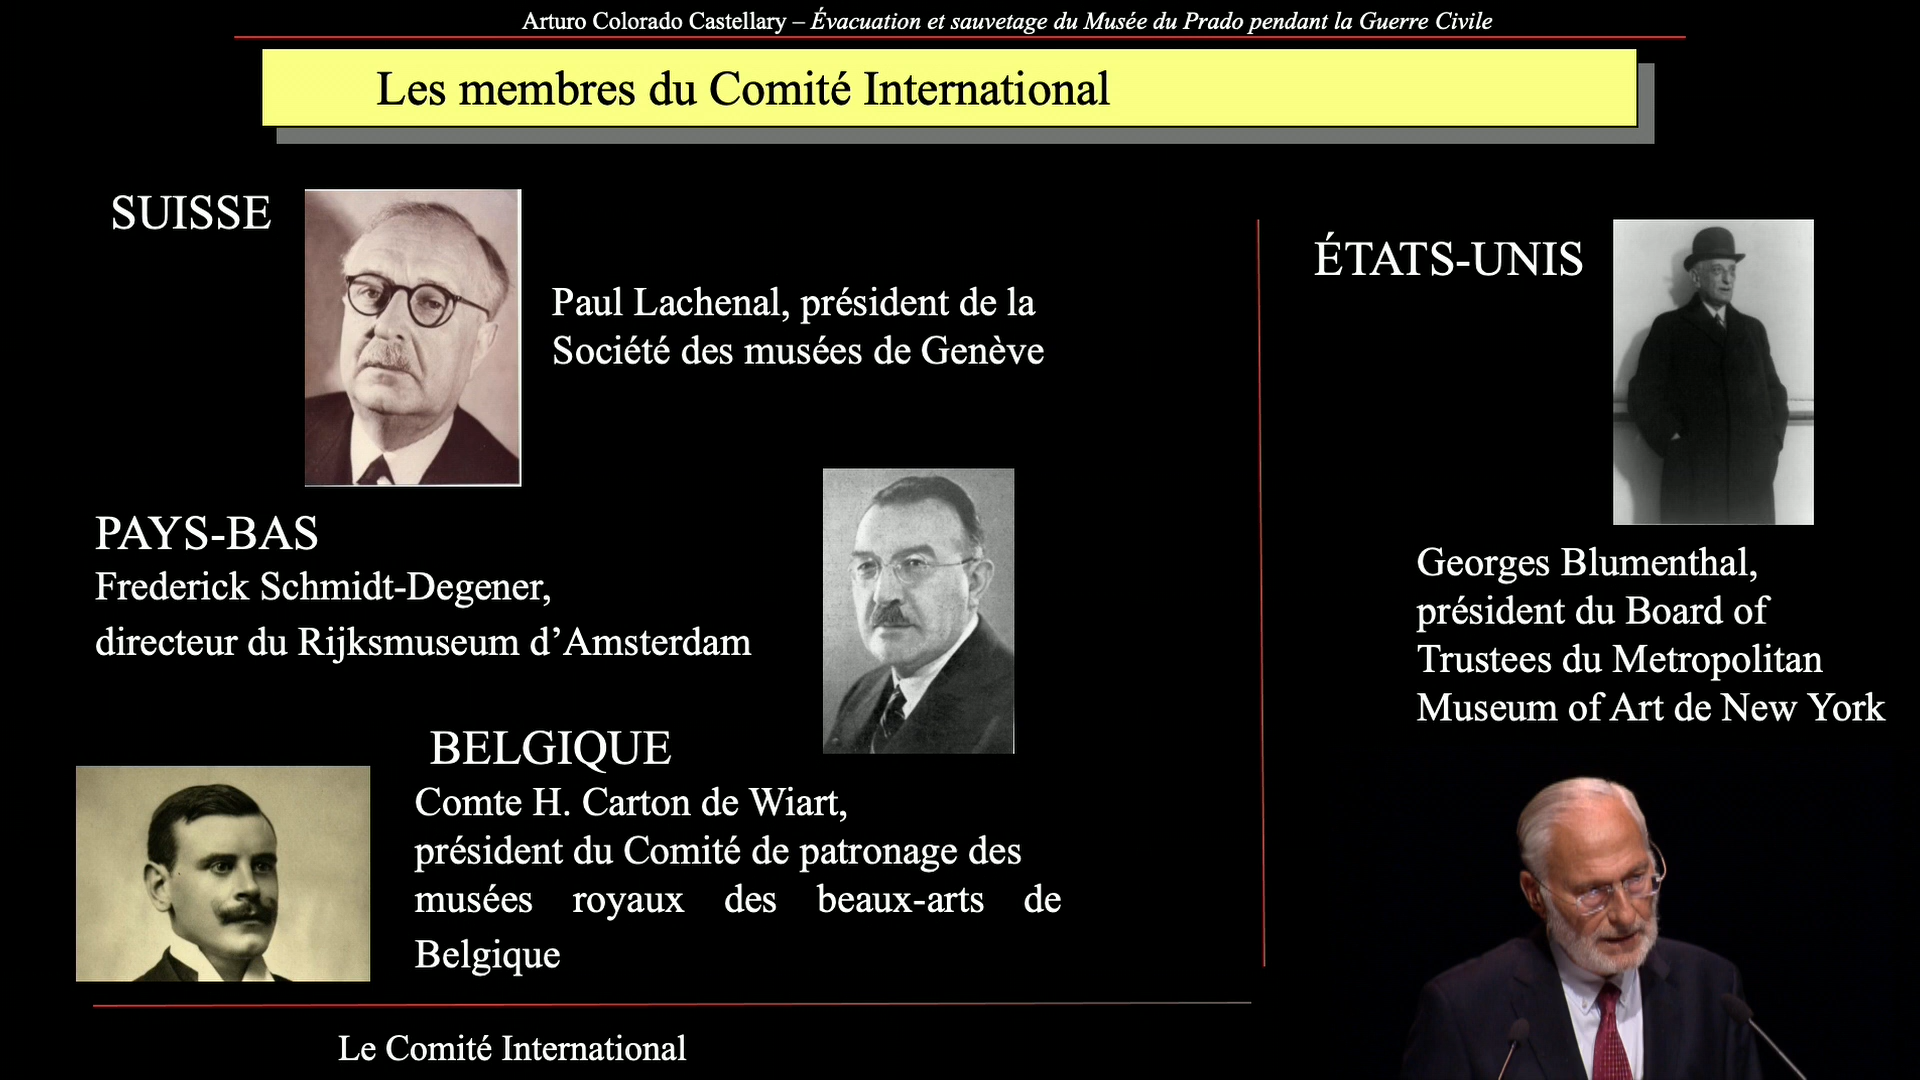 Arturo Colorado Castellary – Évacuation et sauvetage du Musée du Prado pendant la Guerre Civile
Les membres du Comité International
SUISSE
Paul Lachenal, président de la
Société des musées de Genève
PAYS-BAS
Frederick Schmidt-Degener,
directeur du Rijksmuseum d’Amsterdam
BELGIQUE
Comte H. Carton de Wiart,
président du Comité de patronage des
musées royaux des beaux-arts de
Belgique
ÉTATS-UNIS
Georges Blumenthal,
président du Board of
Trustees du Metropolitan
Museum of Art de New York
Le Comité International